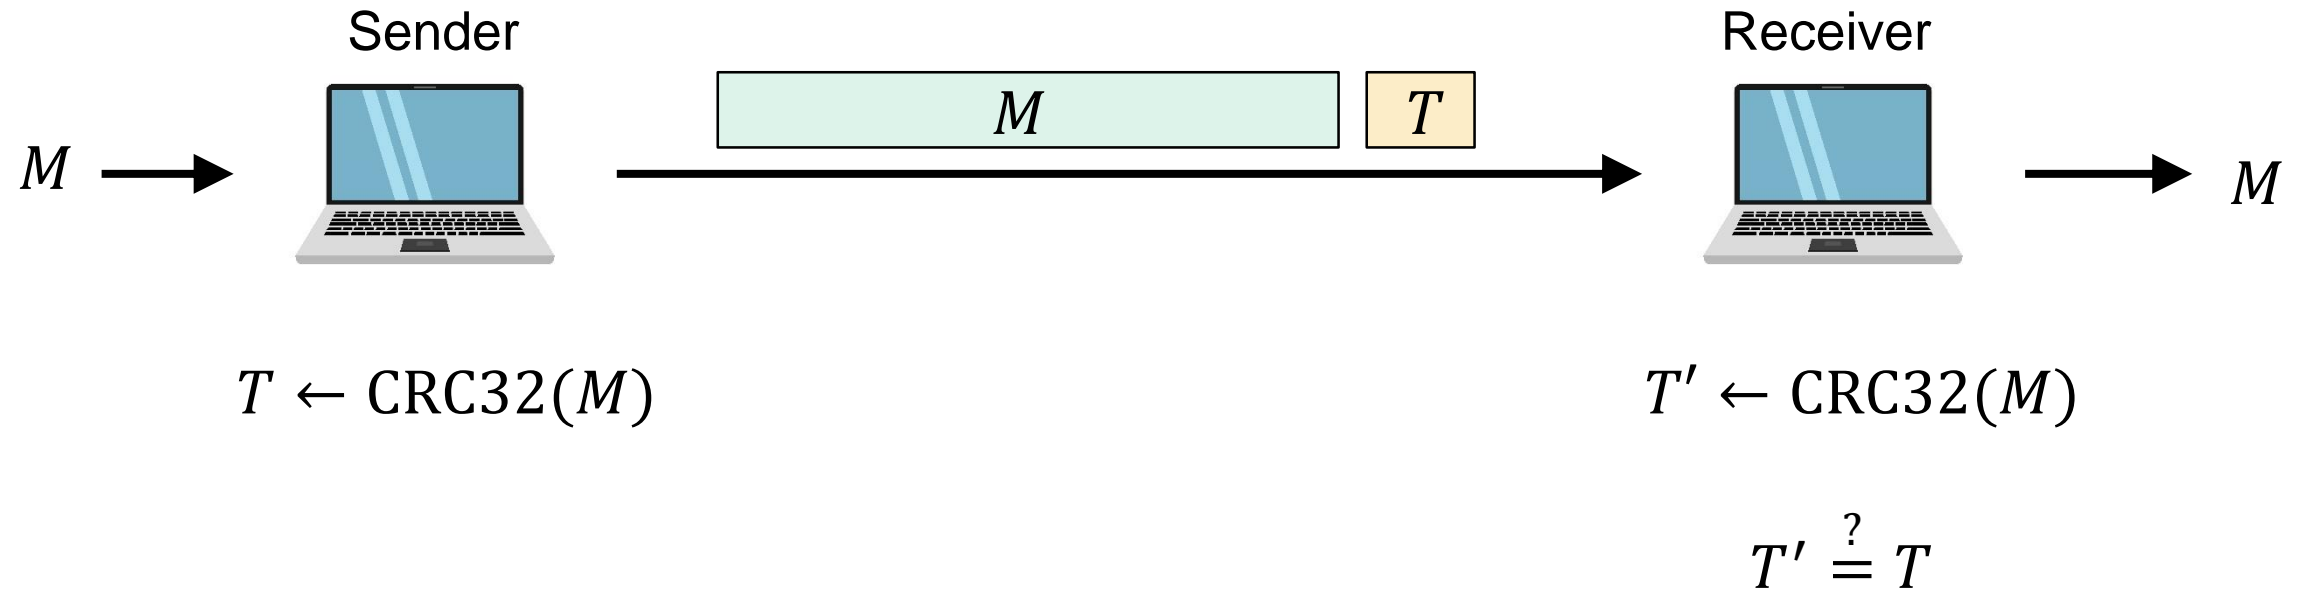 Sender
Receiver
M
M
T
M
T ← CRC32(M)
T′ ← CRC32(M)
T′ ≟ T